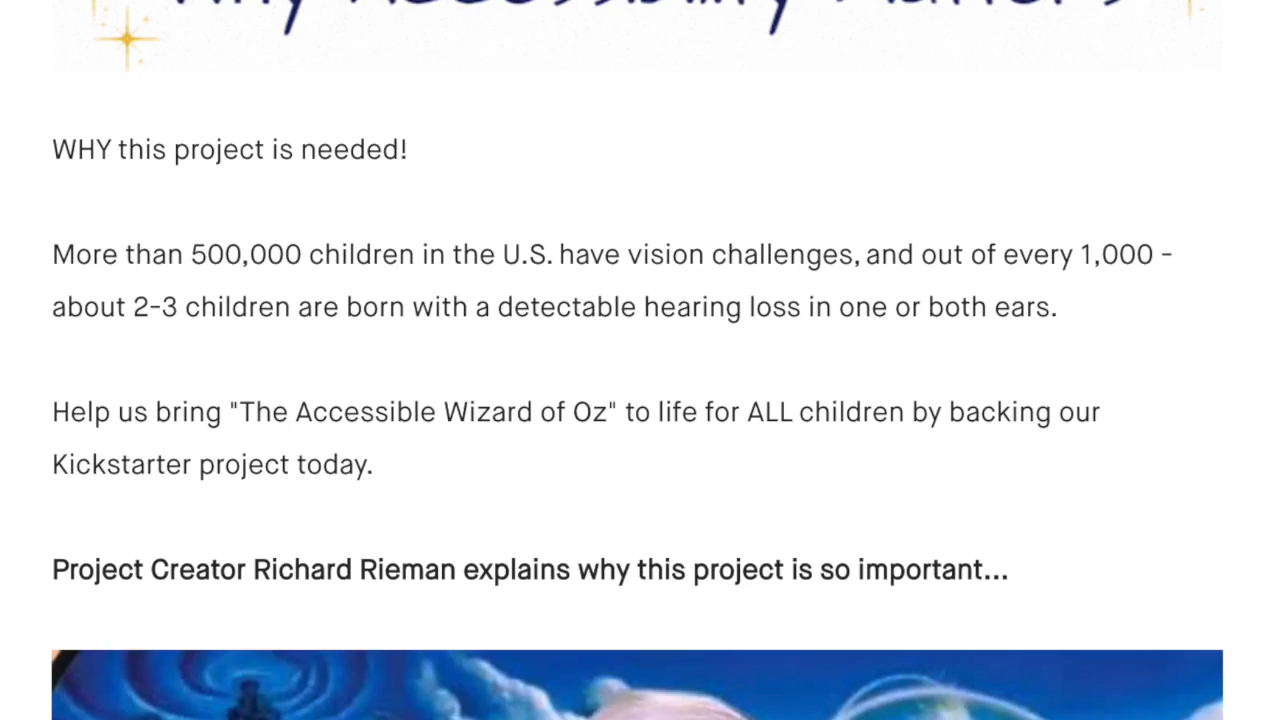 Why Accessibility Matters
WHY this project is needed!
More than 500,000 children in the U.S. have vision challenges, and out of every 1,000 -
about 2-3 children are born with a detectable hearing loss in one or both ears.
Help us bring "The Accessible Wizard of Oz" to life for ALL children by backing our
Kickstarter project today.
Project Creator Richard Rieman explains why this project is so important...